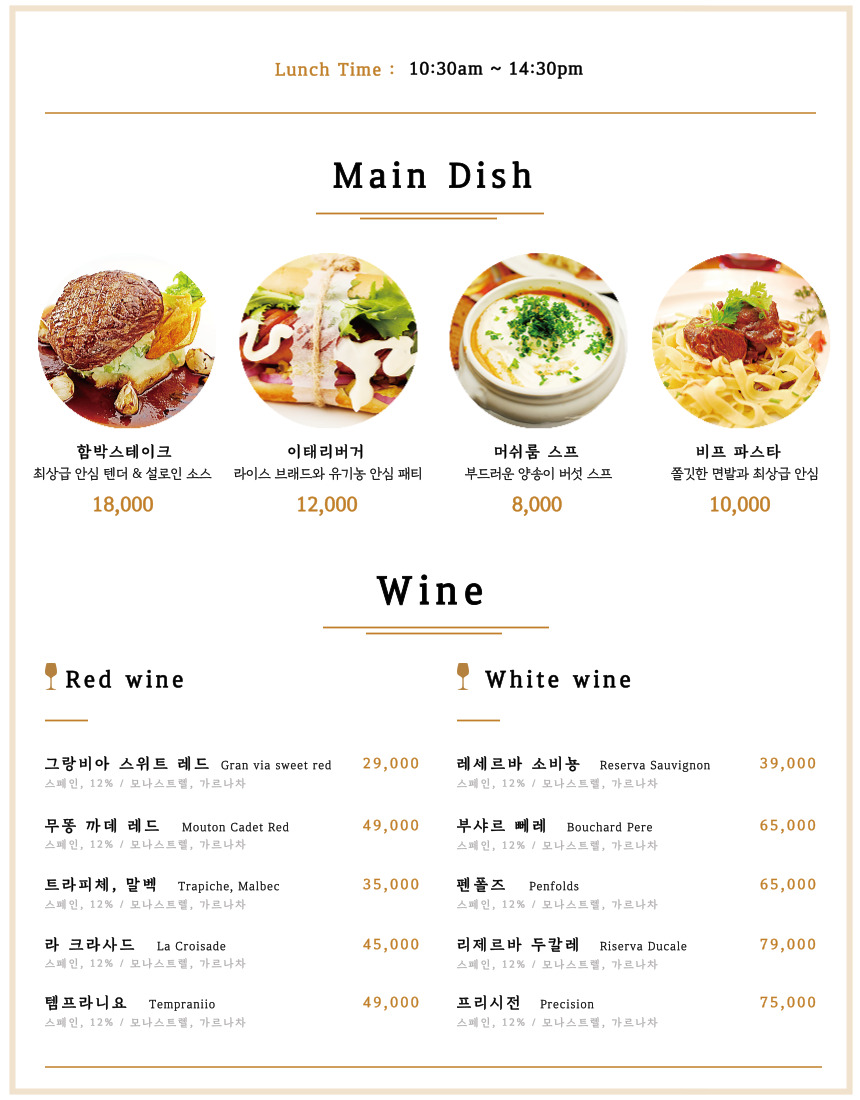 Lunch Time : 10:30am ~ 14:30pm
Main Dish
함박스테이크
최상급 안심 텐더 & 설로인 소스
18,000
이태리버거
라이스 브래드와 유기농 안심 패티
12,000
머쉬룸 스프
부드러운 양송이 버섯 스프
8,000
비프 파스타
쫄깃한 면발과 최상급 안심
10,000
Wine
Red wine
그랑비아 스위트 레드 Gran via sweet red 29,000
스페인, 12% / 모나스트렐, 가르나차
무똥 까데 레드 Mouton Cadet Red 49,000
스페인, 12% / 모나스트렐, 가르나차
트라피체, 말벡 Trapiche, Malbec 35,000
스페인, 12% / 모나스트렐, 가르나차
라 크라사드 La Croisade 45,000
스페인, 12% / 모나스트렐, 가르나차
템프라니요 Tempraniio 49,000
스페인, 12% / 모나스트렐, 가르나차
White wine
레세르바 소비뇽 Reserva Sauvignon 39,000
스페인, 12% / 모나스트렐, 가르나차
부샤르 뻬레 Bouchard Pere 65,000
스페인, 12% / 모나스트렐, 가르나차
펜폴즈 Penfolds 65,000
스페인, 12% / 모나스트렐, 가르나차
리제르바 두칼레 Riserva Ducale 79,000
스페인, 12% / 모나스트렐, 가르나차
프리시전 Precision 75,000
스페인, 12% / 모나스트렐, 가르나차